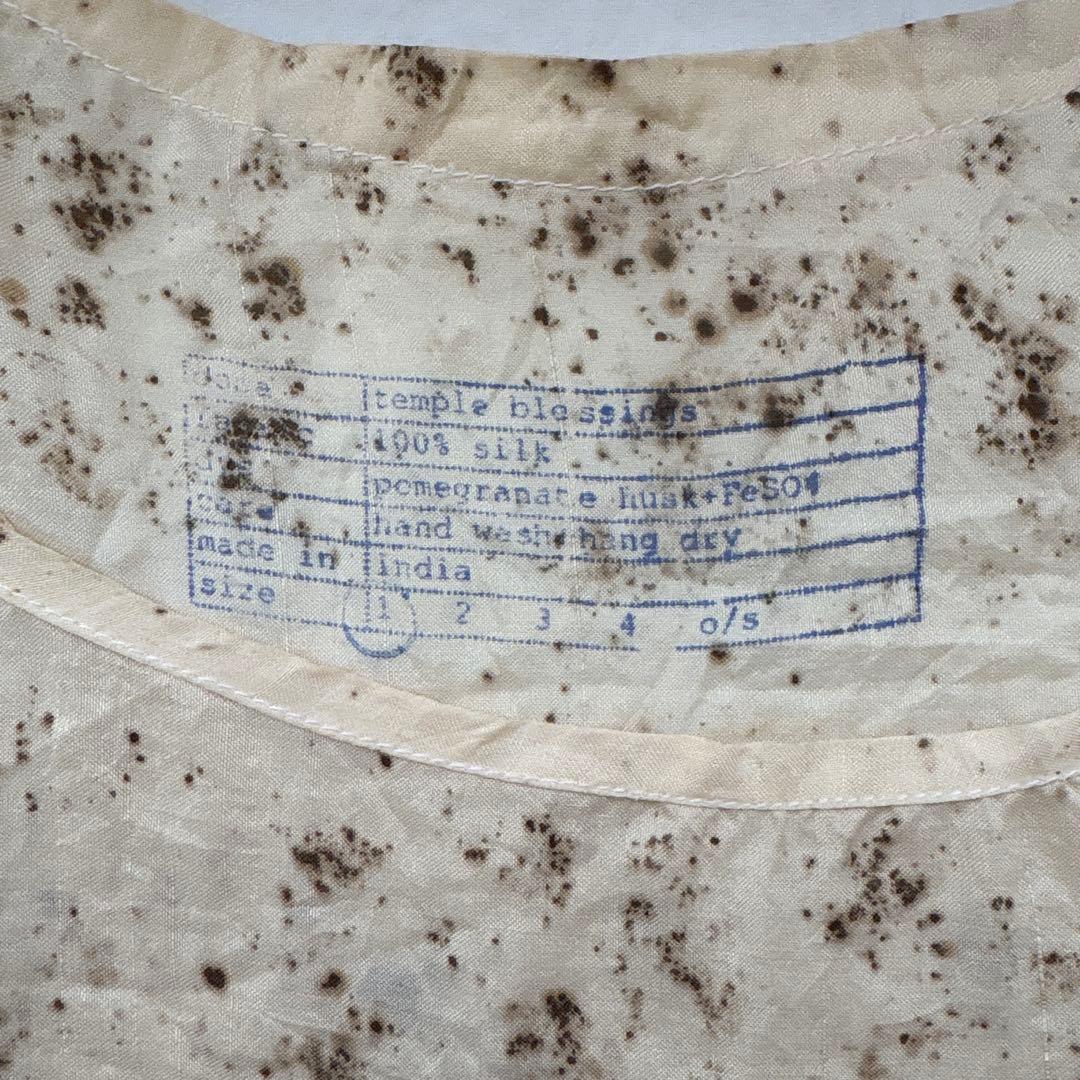 temple blessings
100% silk
dye pomegranate husk+FeSO4
care hand wash, hang dry
made in india
size 1 2 3 4 o/s